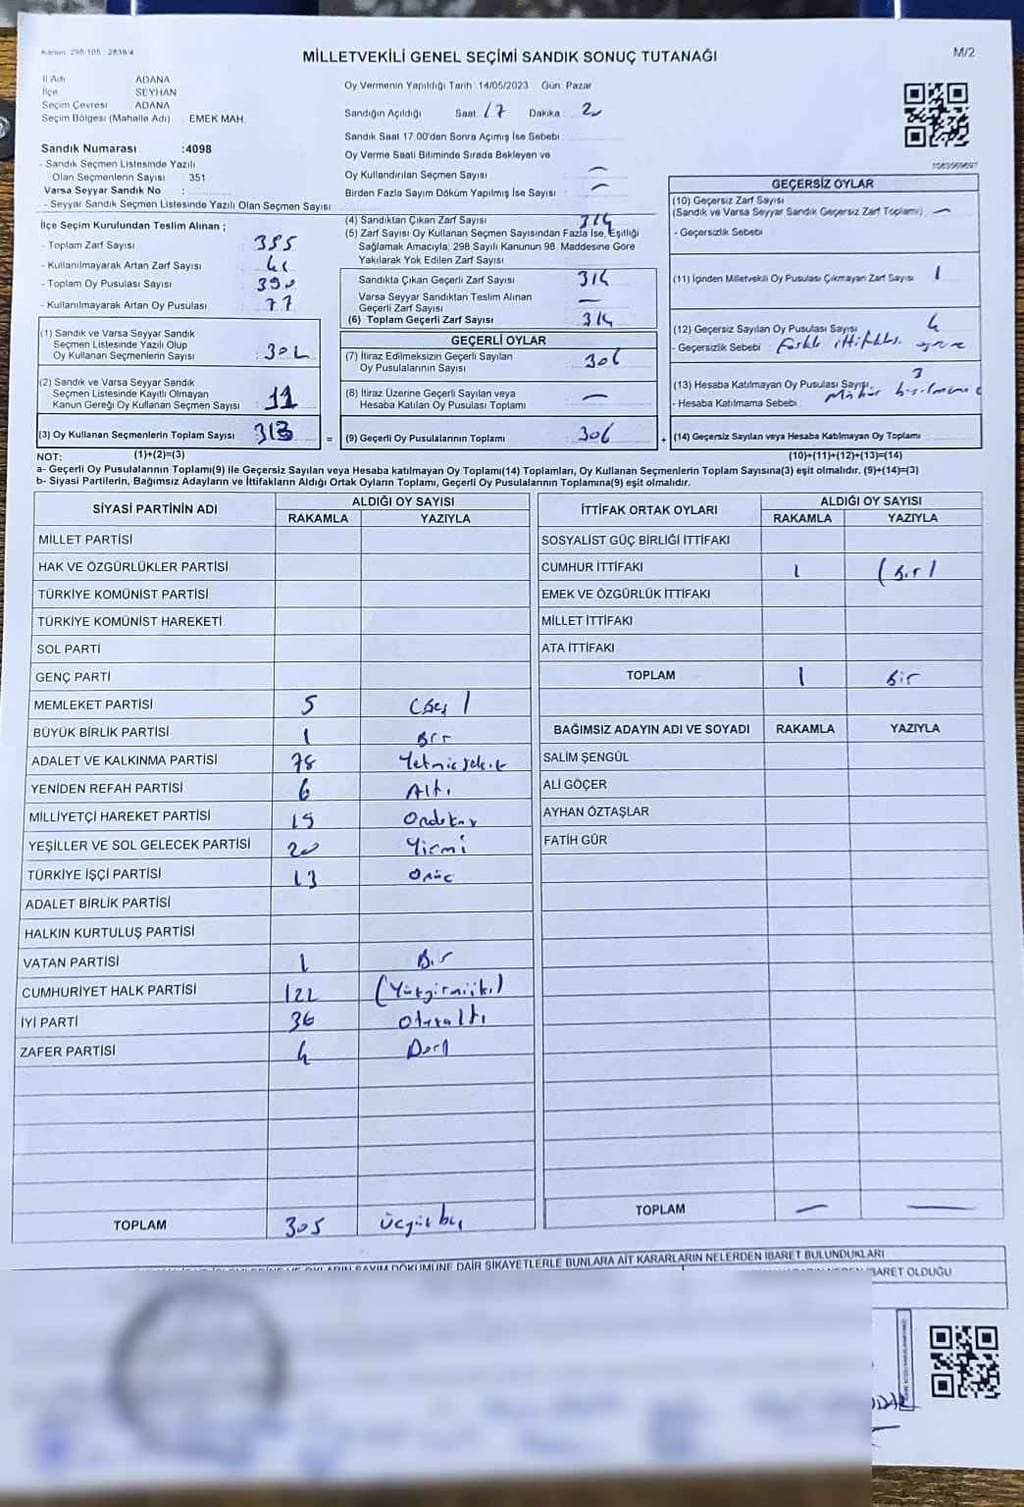 Kanun 298/105 2839/4
MİLLETVEKİLİ GENEL SEÇİMİ SANDIK SONUÇ TUTANAĞI
M/2
İl Adı ADANA
İlçe SEYHAN
Seçim Çevresi ADANA
Seçim Bölgesi (Mahalle Adı) : EMEK MAH.
Sandık Numarası :4098
- Sandık Seçmen Listesinde Yazılı
Olan Seçmenlerin Sayısı 351
Varsa Seyyar Sandık No :
- Seyyar Sandık Seçmen Listesinde Yazılı Olan Seçmen Sayısı:
Oy Vermenin Yapıldığı Tarih :14/05/2023 Gün: Pazar
Sandığın Açıldığı Saat 17 Dakika 20
Sandık Saat 17:00'dan Sonra Açılmış İse Sebebi :
Oy Verme Saati Bitiminde Sırada Bekleyen ve
Oy Kullandırılan Seçmen Sayısı : —
Birden Fazla Sayım Döküm Yapılmış İse Sayısı : —
İlçe Seçim Kurulundan Teslim Alınan ;
- Toplam Zarf Sayısı : 355
- Kullanılmayarak Artan Zarf Sayısı : 41
- Toplam Oy Pusulası Sayısı : 390
- Kullanılmayarak Artan Oy Pusulası : 77
(1) Sandık ve Varsa Seyyar Sandık
Seçmen Listesinde Yazılı Olup
Oy Kullanan Seçmenlerin Sayısı : 302
(2) Sandık ve Varsa Seyyar Sandık
Seçmen Listesinde Kayıtlı Olmayan
Kanun Gereği Oy Kullanan Seçmen Sayısı : 11
(3) Oy Kullanan Seçmenlerin Toplam Sayısı : 313
(4) Sandıktan Çıkan Zarf Sayısı : 314
(5) Zarf Sayısı Oy Kullanan Seçmen Sayısından Fazla İse, Eşitliği
Sağlamak Amacıyla, 298 Sayılı Kanunun 98. Maddesine Göre
Yakılarak Yok Edilen Zarf Sayısı :
Sandıkta Çıkan Geçerli Zarf Sayısı : 314
Varsa Seyyar Sandıktan Teslim Alınan
Geçerli Zarf Sayısı : —
(6) Toplam Geçerli Zarf Sayısı : 314
GEÇERLİ OYLAR
(7) İtiraz Edilmeksizin Geçerli Sayılan
Oy Pusulalarının Sayısı : 306
(8) İtiraz Üzerine Geçerli Sayılan veya
Hesaba Katılan Oy Pusulası Toplamı : —
= (9) Geçerli Oy Pusulalarının Toplamı : 306 +
GEÇERSİZ OYLAR
(10) Geçersiz Zarf Sayısı
(Sandık ve Varsa Seyyar Sandık Geçersiz Zarf Toplamı) : —
- Geçersizlik Sebebi :
(11) İçinden Milletvekili Oy Pusulası Çıkmayan Zarf Sayısı : 1
(12) Geçersiz Sayılan Oy Pusulası Sayısı : 4
- Geçersizlik Sebebi : Farklı ittifaklı.
(13) Hesaba Katılmayan Oy Pusulası Sayısı : 3
- Hesaba Katılmama Sebebi : Mühür basılmama
(14) Geçersiz Sayılan veya Hesaba Katılmayan Oy Toplamı :
NOT: (1)+(2)=(3) (10)+(11)+(12)+(13)=(14)
a- Geçerli Oy Pusulalarının Toplamı(9) ile Geçersiz Sayılan veya Hesaba katılmayan Oy Toplamı(14) Toplamları, Oy Kullanan Seçmenlerin Toplam Sayısına(3) eşit olmalıdır. (9)+(14)=(3)
b- Siyasi Partilerin, Bağımsız Adayların ve İttifakların Aldığı Ortak Oyların Toplamı, Geçerli Oy Pusulalarının Toplamına(9) eşit olmalıdır.
SİYASİ PARTİNİN ADI ALDIĞI OY SAYISI
RAKAMLA YAZIYLA
MİLLET PARTİSİ
HAK VE ÖZGÜRLÜKLER PARTİSİ
TÜRKİYE KOMÜNİST PARTİSİ
TÜRKİYE KOMÜNİST HAREKETİ
SOL PARTİ
GENÇ PARTİ
MEMLEKET PARTİSİ 5 (Beş)
BÜYÜK BİRLİK PARTİSİ 1 Bir
ADALET VE KALKINMA PARTİSİ 78 Yetmişsekiz
YENİDEN REFAH PARTİSİ 6 Altı
MİLLİYETÇİ HAREKET PARTİSİ 19 Ondokuz
YEŞİLLER VE SOL GELECEK PARTİSİ 20 Yirmi
TÜRKİYE İŞÇİ PARTİSİ 13 Onüç
ADALET BİRLİK PARTİSİ
HALKIN KURTULUŞ PARTİSİ
VATAN PARTİSİ 1 Bir
CUMHURİYET HALK PARTİSİ 122 (Yüzyirmiiki)
İYİ PARTİ 36 Otuzaltı
ZAFER PARTİSİ 4 Dört
TOPLAM 305 Üçyüzbeş
İTTİFAK ORTAK OYLARI ALDIĞI OY SAYISI
RAKAMLA YAZIYLA
SOSYALİST GÜÇ BİRLİĞİ İTTİFAKI
CUMHUR İTTİFAKI 1 (Bir)
EMEK VE ÖZGÜRLÜK İTTİFAKI
MİLLET İTTİFAKI
ATA İTTİFAKI
TOPLAM 1 Bir
BAĞIMSIZ ADAYIN ADI VE SOYADI RAKAMLA YAZIYLA
SALİM ŞENGÜL
ALİ GÖÇER
AYHAN ÖZTAŞLAR
FATİH GÜR
TOPLAM — —
OYLARIN SAYIM DÖKÜMÜNE DAİR ŞİKAYETLERLE BUNLARA AİT KARARLARIN NELERDEN İBARET BULUNDUKLARI
İBARET OLDUĞU